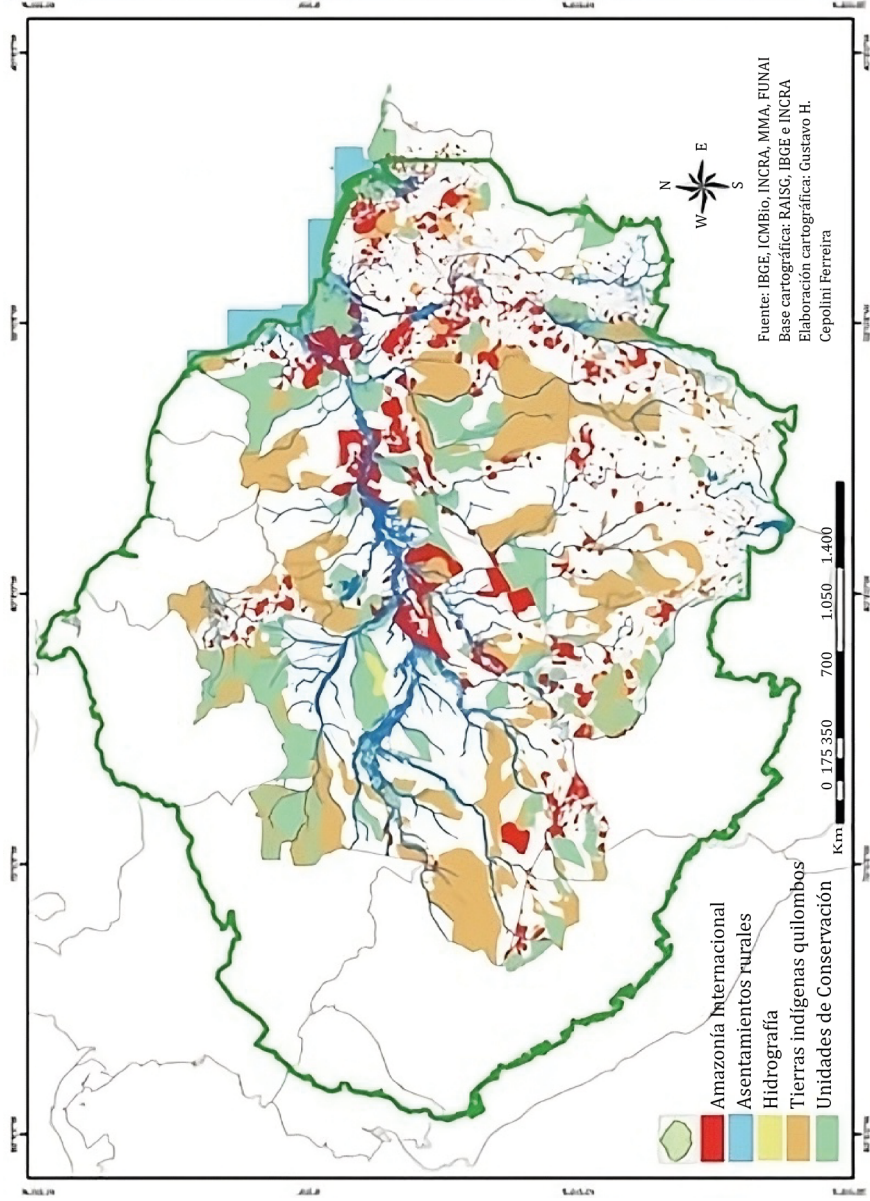 N
W
E
S
Fuente: IBGE, ICMBio, INCRA, MMA, FUNAI
Base cartográfica: RAISG, IBGE e INCRA
Elaboración cartográfica: Gustavo H.
Cepolini Ferreira
Amazonía Internacional
Asentamientos rurales
Hidrografía
Tierras indígenas quilombos
Unidades de Conservación
Km
0 175 350 700 1.050 1.400